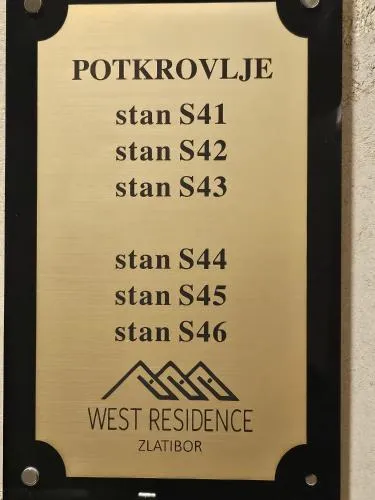 POTKROVLJE
stan S41
stan S42
stan S43
stan S44
stan S45
stan S46
WEST RESIDENCE
ZLATIBOR